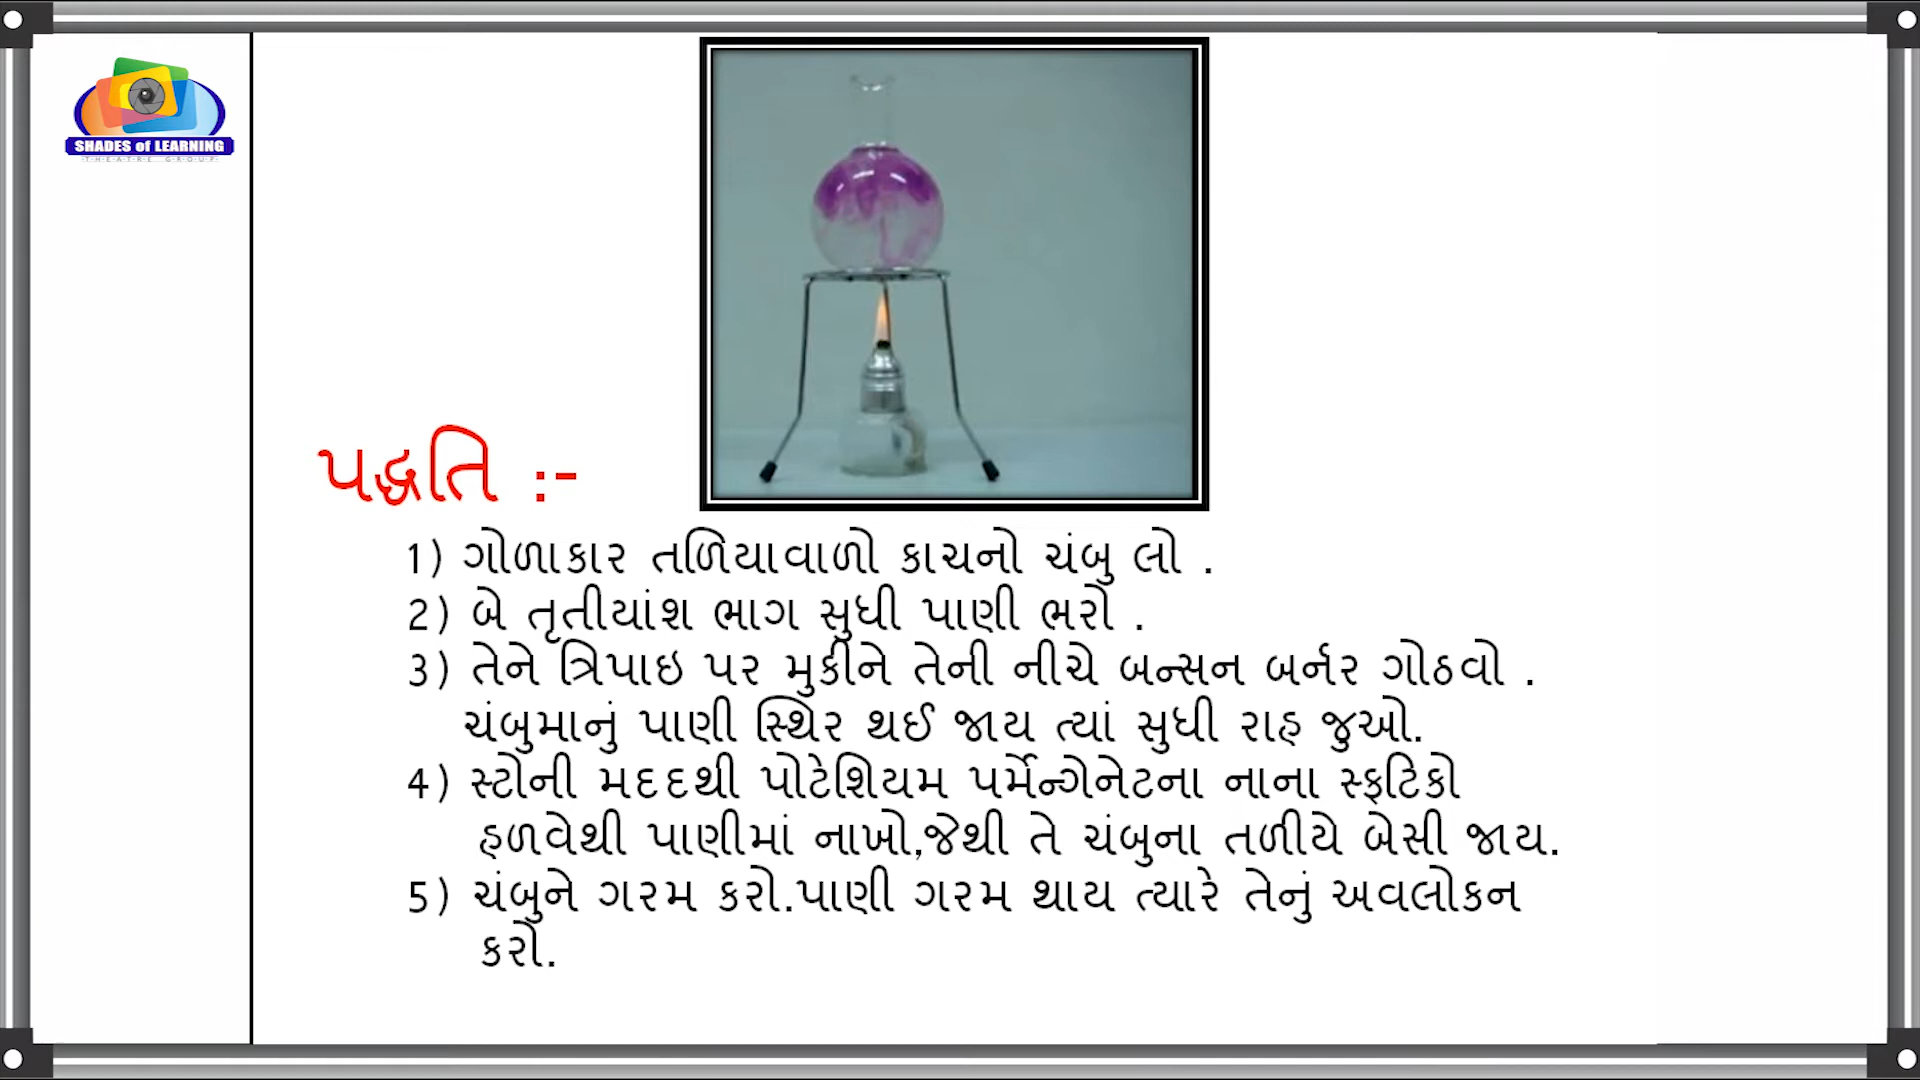 SHADES of LEARNING
T·H·E·A·T·R·E G·R·O·U·P
પદ્ધતિ :-
1) ગોળાકાર તળિયાવાળો કાચનો ચંબુ લો .
2) બે તૃતીયાંશ ભાગ સુધી પાણી ભરો .
3) તેને ત્રિપાઇ પર મુકીને તેની નીચે બન્સન બર્નર ગોઠવો .
ચંબુમાનું પાણી સ્થિર થઈ જાય ત્યાં સુધી રાહ જુઓ.
4) સ્ટોની મદદથી પોટેશિયમ પર્મેન્ગેનેટના નાના સ્ફટિકો
હળવેથી પાણીમાં નાખો,જેથી તે ચંબુના તળીયે બેસી જાય.
5) ચંબુને ગરમ કરો.પાણી ગરમ થાય ત્યારે તેનું અવલોકન
કરો.